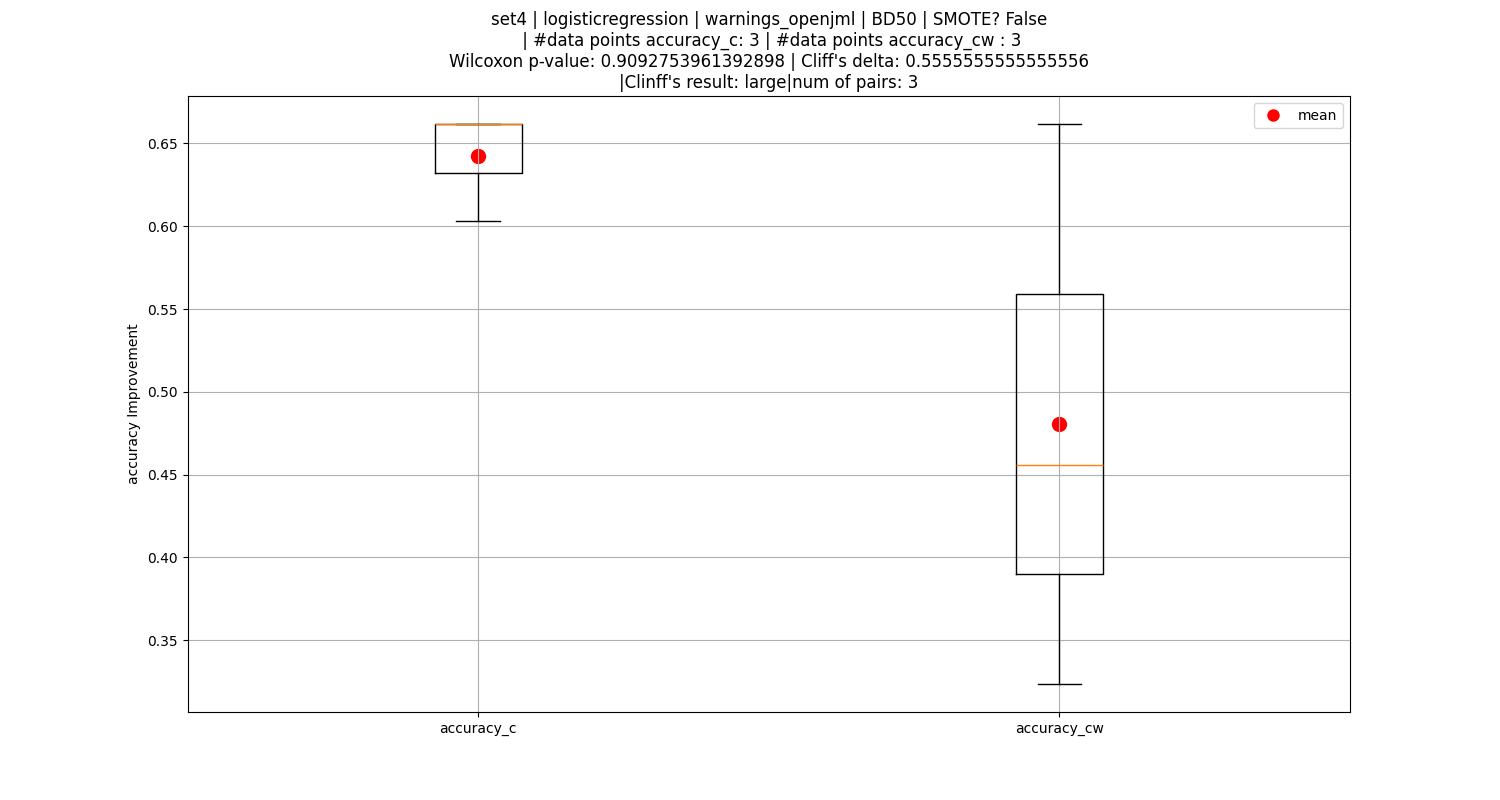 set4 | logisticregression | warnings_openjml | BD50 | SMOTE? False
| #data points accuracy_c: 3 | #data points accuracy_cw : 3
Wilcoxon p-value: 0.9092753961392898 | Cliff's delta: 0.5555555555555556
|Clinff's result: large|num of pairs: 3
mean
0.65
0.60
0.55
0.50
0.45
0.40
0.35
accuracy Improvement
accuracy_c
accuracy_cw